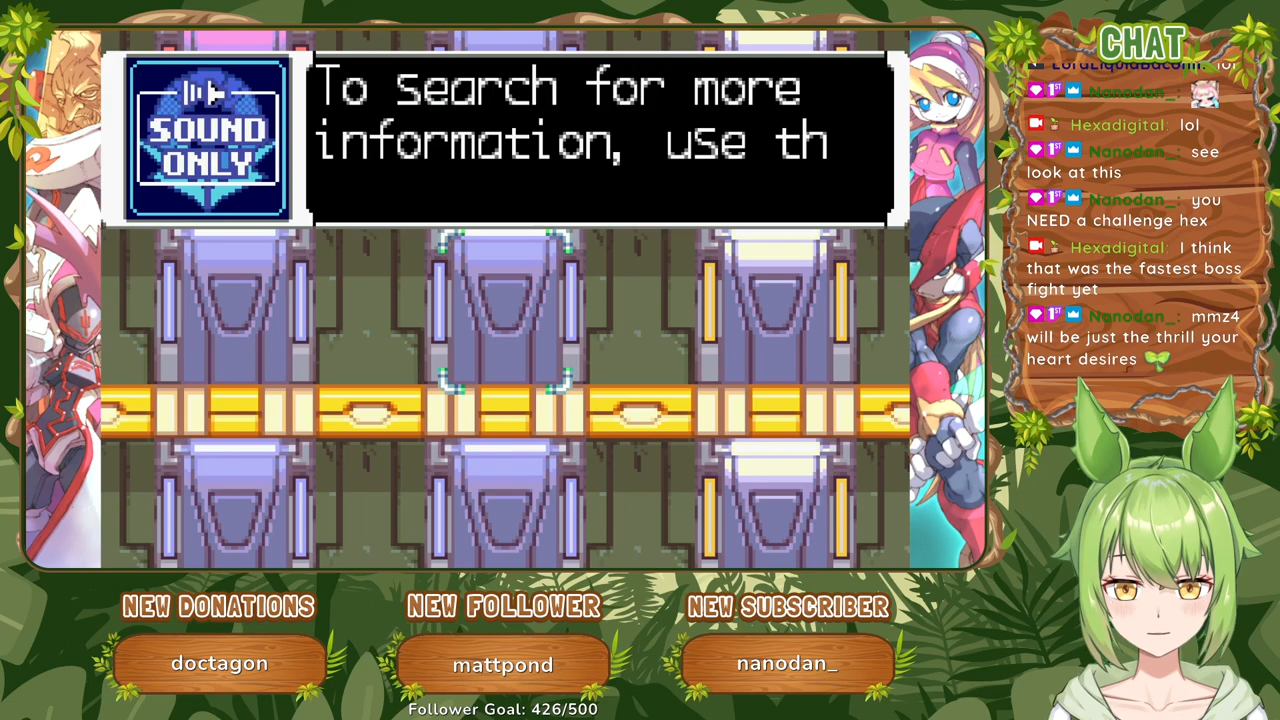 SOUND
ONLY
To search for more
information, use th
CHAT
LordLiquidBaconn: lol
Nanodan_:
Hexadigital: lol
Nanodan_: see
look at this
Nanodan_: you
NEED a challenge hex
Hexadigital: I think
that was the fastest boss
fight yet
Nanodan_: mmz4
will be just the thrill your
heart desires
NEW DONATIONS
doctagon
NEW FOLLOWER
mattpond
Follower Goal: 426/500
NEW SUBSCRIBER
nanodan_